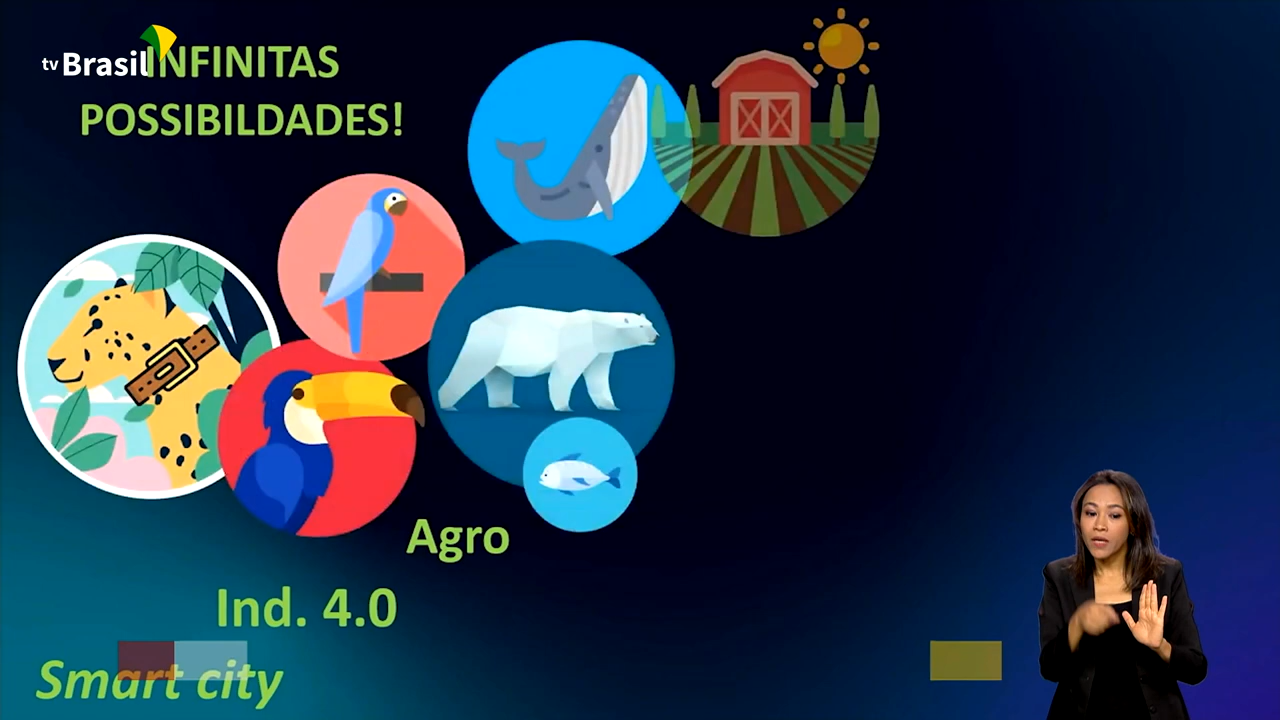 tv Brasil
INFINITAS
POSSIBILDADES!
Agro
Ind. 4.0
Smart city